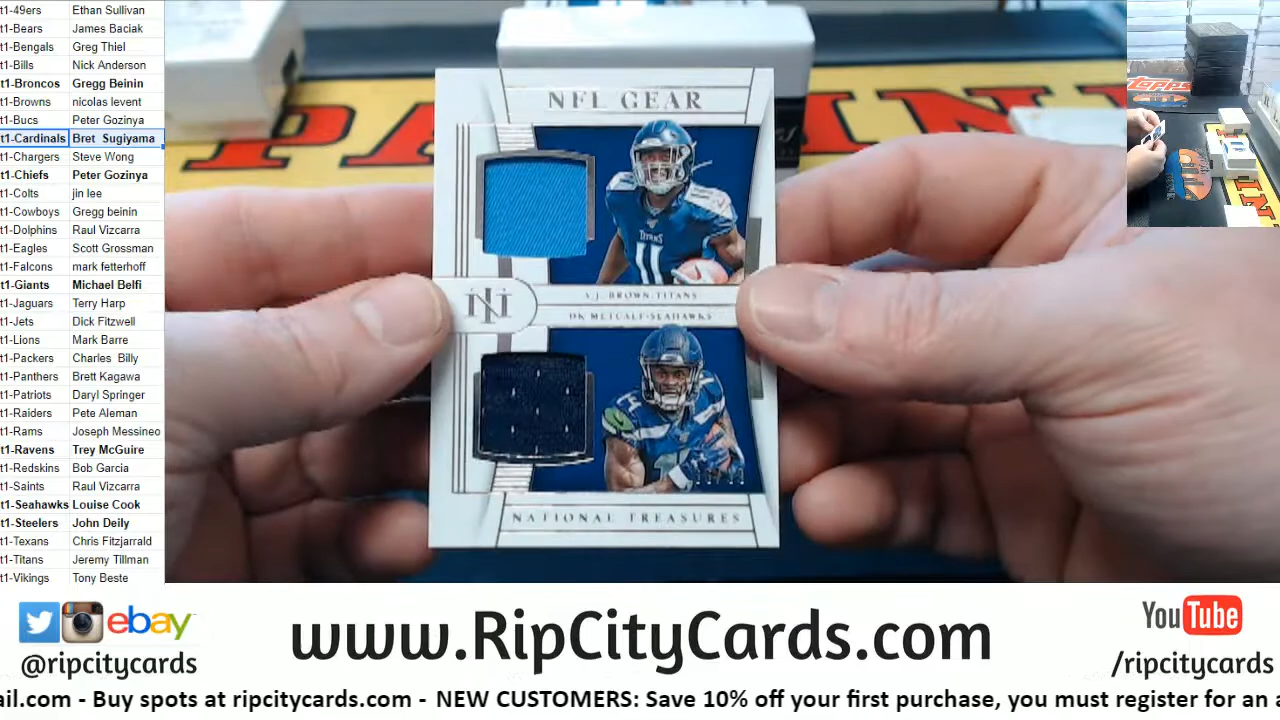 t1-49ers Ethan Sullivan
t1-Bears James Baciak
t1-Bengals Greg Thiel
t1-Bills Nick Anderson
t1-Broncos Gregg Beinin
t1-Browns nicolas levent
t1-Bucs Peter Gozinya
t1-Cardinals Bret Sugiyama
t1-Chargers Steve Wong
t1-Chiefs Peter Gozinya
t1-Colts jin lee
t1-Cowboys Gregg beinin
t1-Dolphins Raul Vizcarra
t1-Eagles Scott Grossman
t1-Falcons mark fetterhoff
t1-Giants Michael Belfi
t1-Jaguars Terry Harp
t1-Jets Dick Fitzwell
t1-Lions Mark Barre
t1-Packers Charles Billy
t1-Panthers Brett Kagawa
t1-Patriots Daryl Springer
t1-Raiders Pete Aleman
t1-Rams Joseph Messineo
t1-Ravens Trey McGuire
t1-Redskins Bob Garcia
t1-Saints Raul Vizcarra
t1-Seahawks Louise Cook
t1-Steelers John Deily
t1-Texans Chris Fitzjarrald
t1-Titans Jeremy Tillman
t1-Vikings Tony Beste
NFL GEAR
TITANS
11
A.J. BROWN-TITANS
DK METCALF-SEAHAWKS
14
NATIONAL TREASURES
Topps
ebay
@ripcitycards
www.RipCityCards.com
YouTube
/ripcitycards
ail.com - Buy spots at ripcitycards.com - NEW CUSTOMERS: Save 10% off your first purchase, you must register for an a